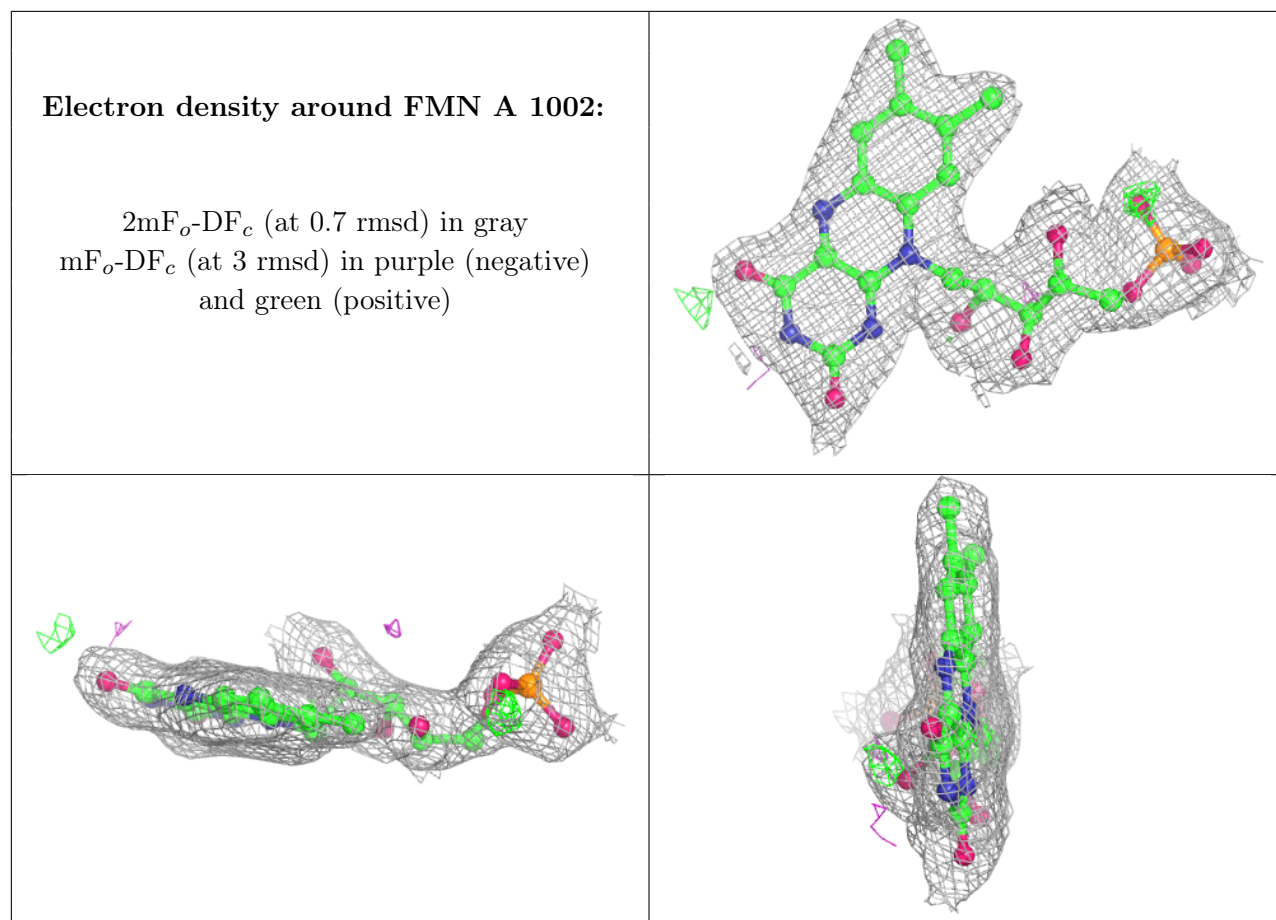 Electron density around FMN A 1002:
2mFo-DFc (at 0.7 rmsd) in gray
mFo-DFc (at 3 rmsd) in purple (negative)
and green (positive)